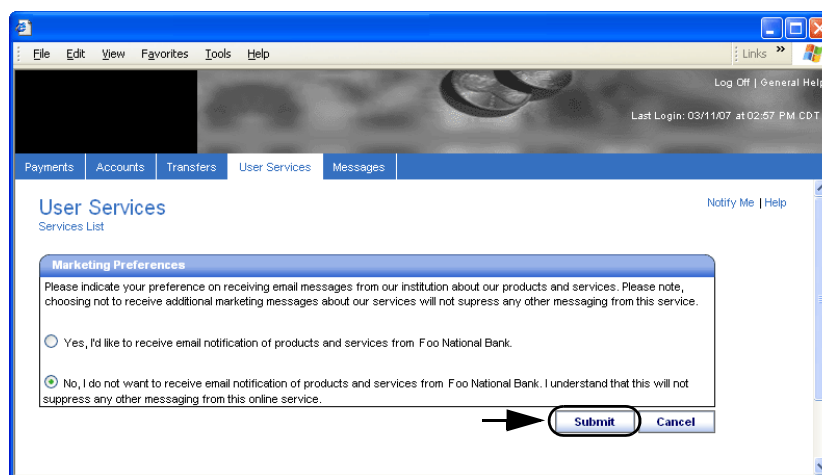 File Edit View Favorites Tools Help Links »
Log Off | General Help
Last Login: 03/11/07 at 02:57 PM CDT
Payments Accounts Transfers User Services Messages
User Services
Notify Me | Help
Services List
Marketing Preferences
Please indicate your preference on receiving email messages from our institution about our products and services. Please note,
choosing not to receive additional marketing messages about our services will not supress any other messaging from this service.
Yes, I'd like to receive email notification of products and services from Foo National Bank.
No, I do not want to receive email notification of products and services from Foo National Bank. I understand that this will not
suppress any other messaging from this online service.
Submit Cancel